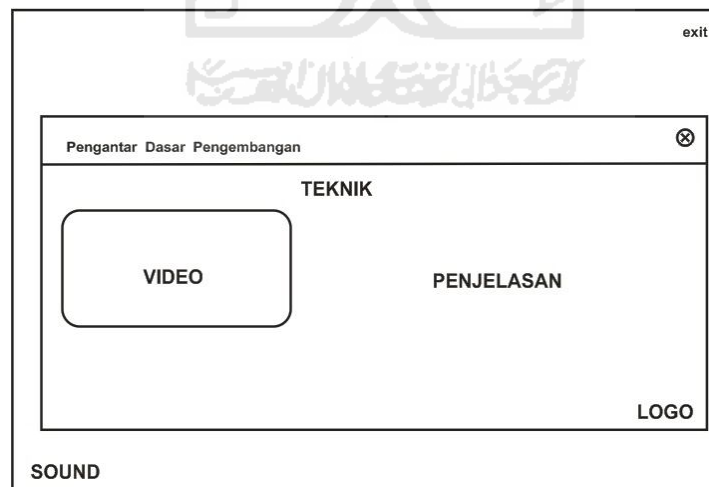 exit
Pengantar Dasar Pengembangan
TEKNIK
VIDEO
PENJELASAN
LOGO
SOUND